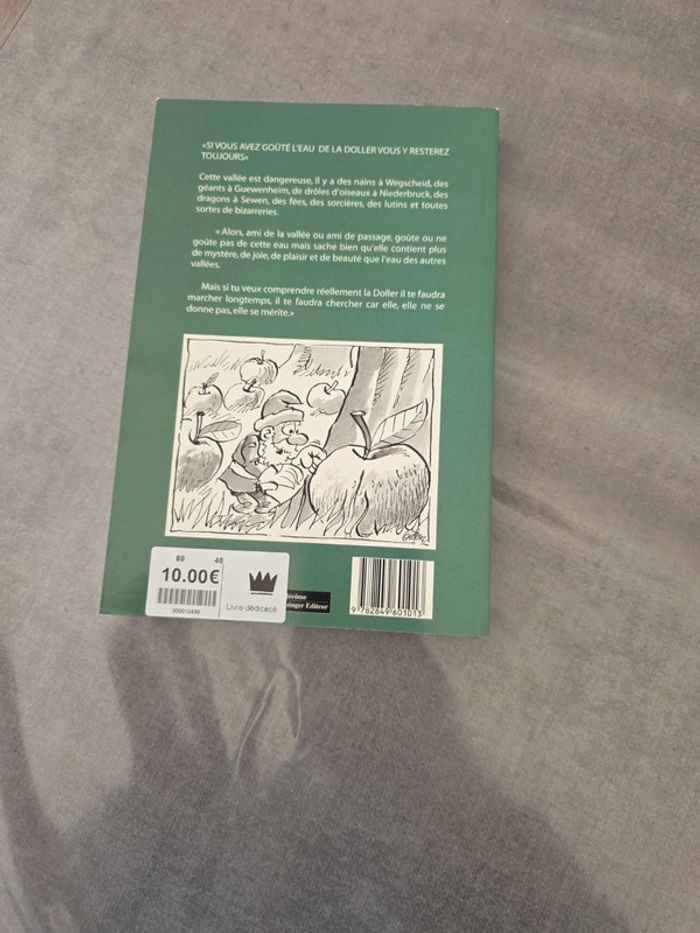 «SI VOUS AVEZ GOÛTÉ L'EAU DE LA DOLLER VOUS Y RESTEREZ
TOUJOURS»
Cette vallée est dangereuse, Il y a des nains à Wegscheid, des
géants à Guewenheim, de drôles d'oiseaux à Niederbruck, des
dragons à Sewen, des fées, des sorcières, des lutins et toutes
sortes de bizarreries.
« Alors, ami de la vallée ou ami de passage, goûte ou ne
goûte pas de cette eau mais sache bien qu'elle contient plus
de mystère, de joie, de plaisir et de beauté que l'eau des autres
vallées.
Mais si tu veux comprendre réellement la Doller il te faudra
marcher longtemps, il te faudra chercher car elle, elle ne se
donne pas, elle se mérite.»
89 46
10.00€
000012439
Livre dédicacé
Jérôme
Editeur
9 782849 601013